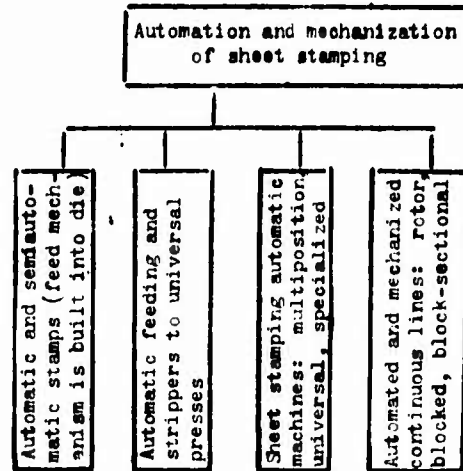 Automation and mechanization
of sheet stamping
Automatic and semiauto-
matic stamps (feed mech-
anism is built into die)
Automatic feeding and
strippers to universal
presses
Sheet stamping automatic
machines: multiposition,
universal, specialized
Automated and mechanized
continuous lines: rotor,
blocked, block-sectional